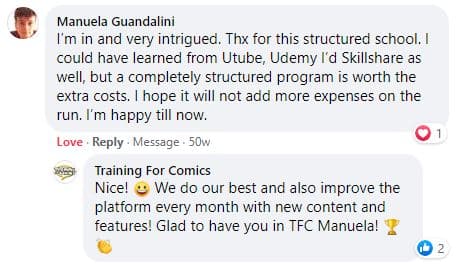 Manuela Guandalini
I'm in and very intrigued. Thx for this structured school. I
could have learned from Utube, Udemy I'd Skillshare as
well, but a completely structured program is worth the
extra costs. I hope it will not add more expenses on the
run. I'm happy till now.
1
Love · Reply · Message · 50w
Training For Comics
Nice! 😀 We do our best and also improve the
platform every month with new content and
features! Glad to have you in TFC Manuela! 🏆
👏
2